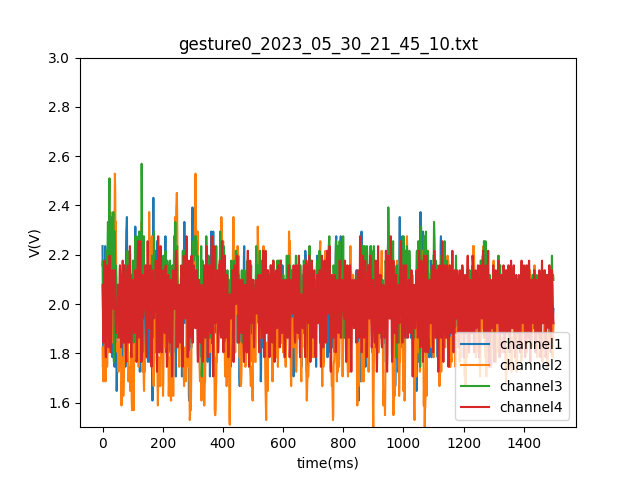 gesture0_2023_05_30_21_45_10.txt
3.0
2.8
2.6
2.4
2.2
2.0
1.8
1.6
V(V)
0 200 400 600 800 1000 1200 1400
time(ms)
channel1
channel2
channel3
channel4